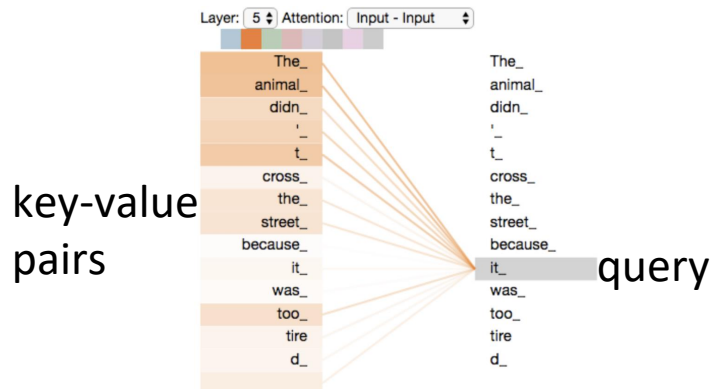 Layer: 5 Attention: Input - Input
The_ The_
animal_ animal_
didn_ didn_
'_ '_
t_ t_
cross_ cross_
the_ the_
street_ street_
because_ because_
it_ it_
was_ was_
too_ too_
tire tire
d_ d_
key-value
pairs
query